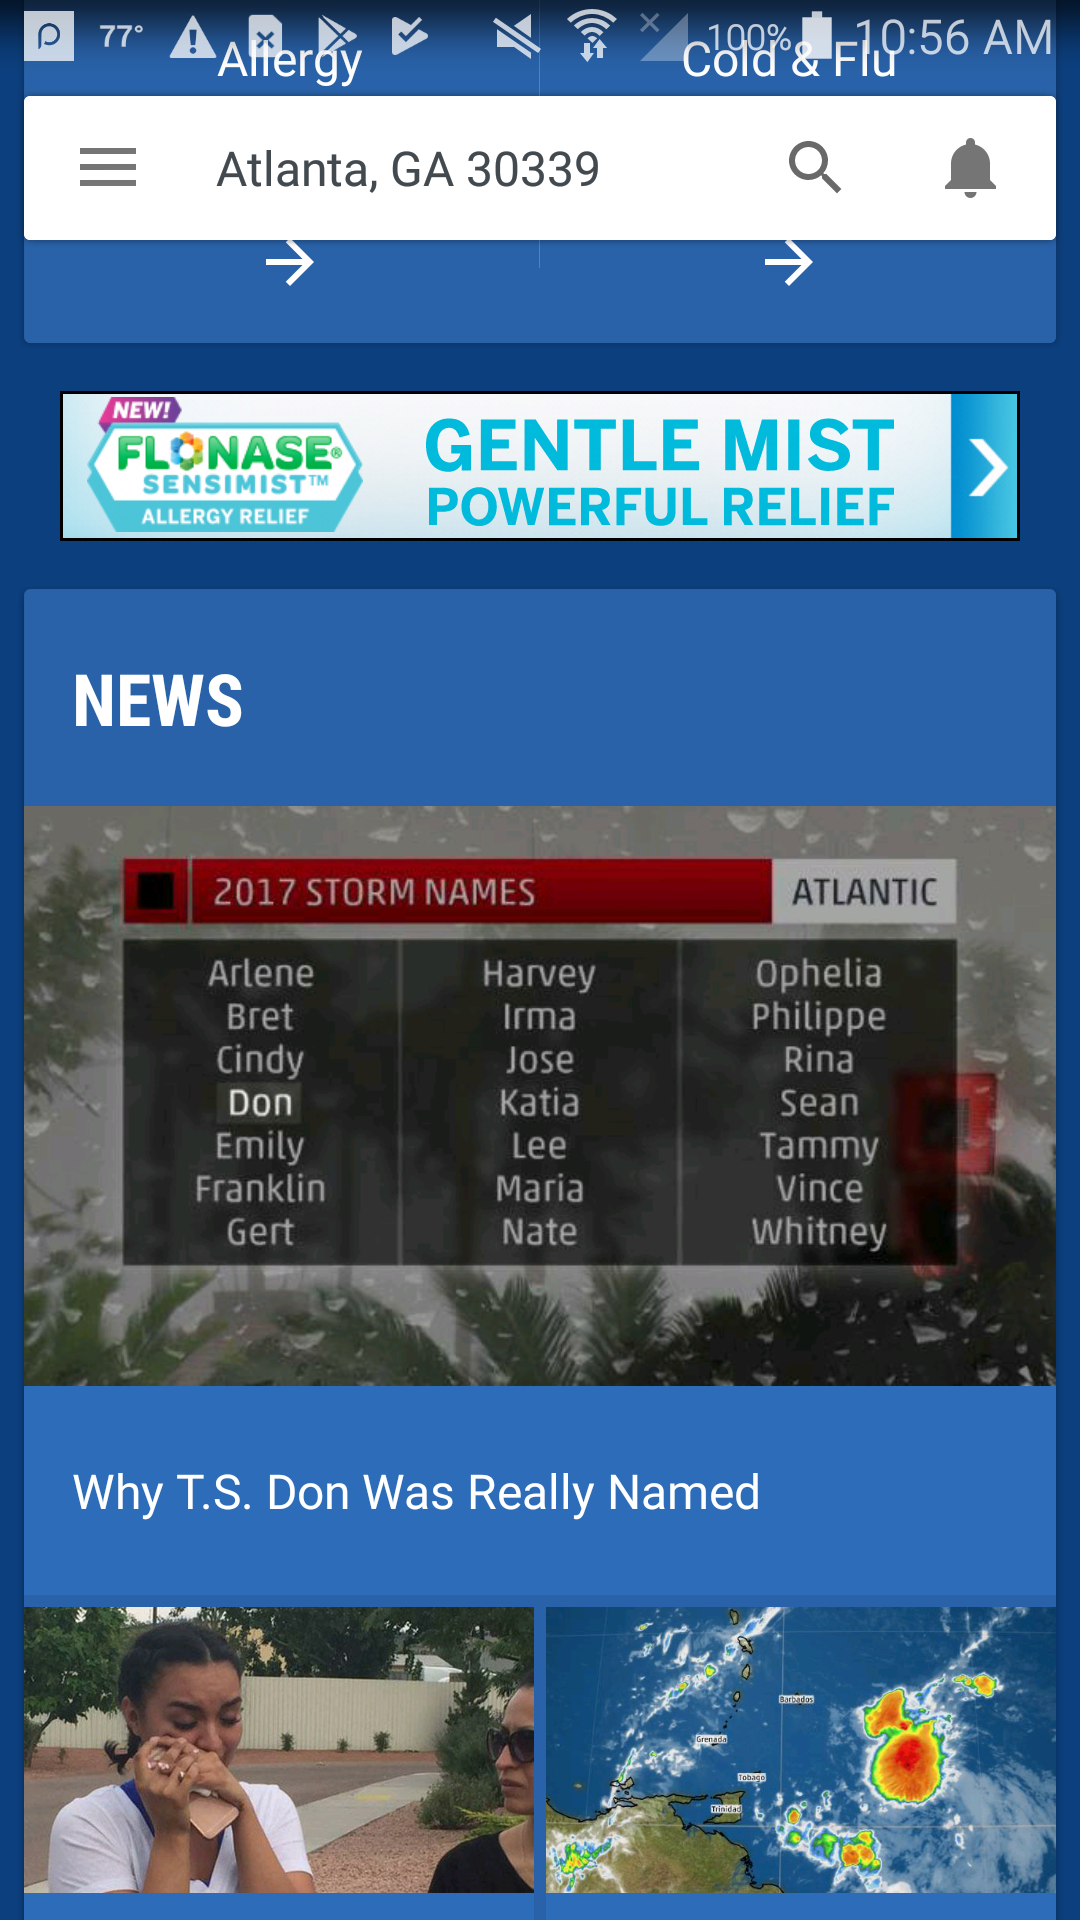 77°
100%
10:56 AM
Allergy
Cold & Flu
Atlanta, GA 30339
NEW!
FLONASE®
SENSIMIST™
ALLERGY RELIEF
GENTLE MIST
POWERFUL RELIEF
NEWS
2017 STORM NAMES
ATLANTIC
Arlene
Bret
Cindy
Don
Emily
Franklin
Gert
Harvey
Irma
Jose
Katia
Lee
Maria
Nate
Ophelia
Philippe
Rina
Sean
Tammy
Vince
Whitney
Why T.S. Don Was Really Named
Barbados
Grenada
Tobago
Trinidad